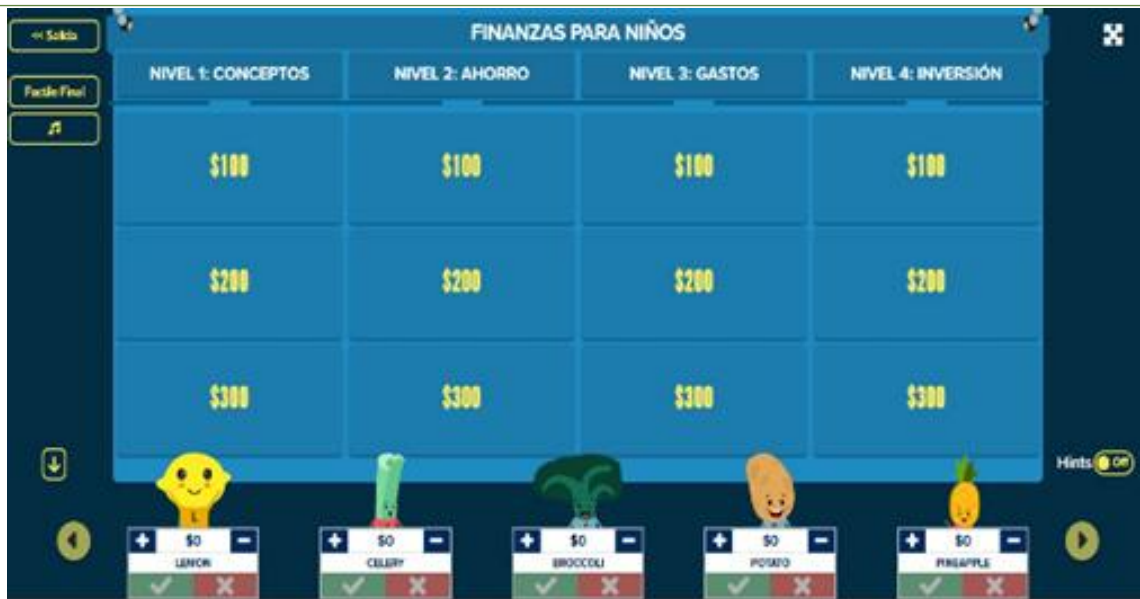 << Salida
FINANZAS PARA NIÑOS
Factile Final
NIVEL 1: CONCEPTOS
NIVEL 2: AHORRO
NIVEL 3: GASTOS
NIVEL 4: INVERSIÓN
$100 $100 $100 $100
$200 $200 $200 $200
$300 $300 $300 $300
Hints Off
$0 $0 $0 $0 $0
LEMON CELERY BROCCOLI POTATO PINEAPPLE